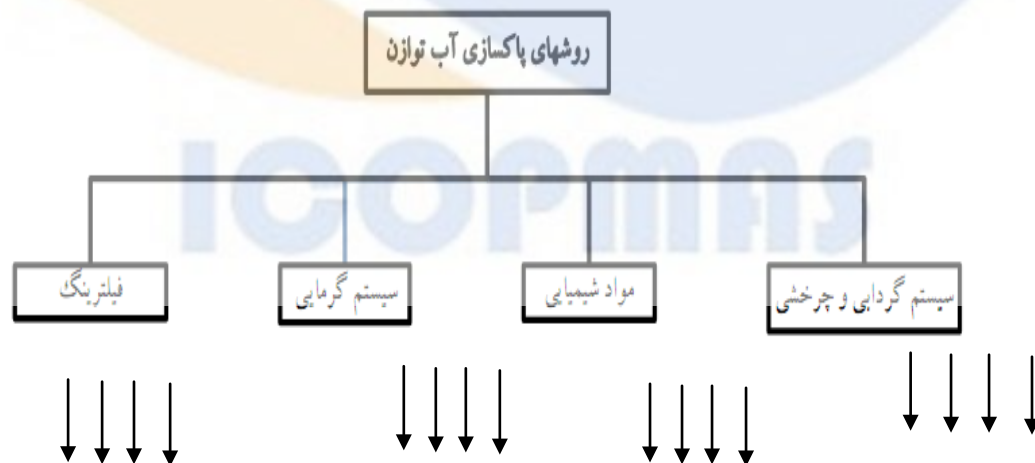 روشهای پاکسازی آب توازن
ICOPMAS
سیستم گردابی و چرخشی
مواد شیمیایی
سیستم گرمایی
فیلترینگ